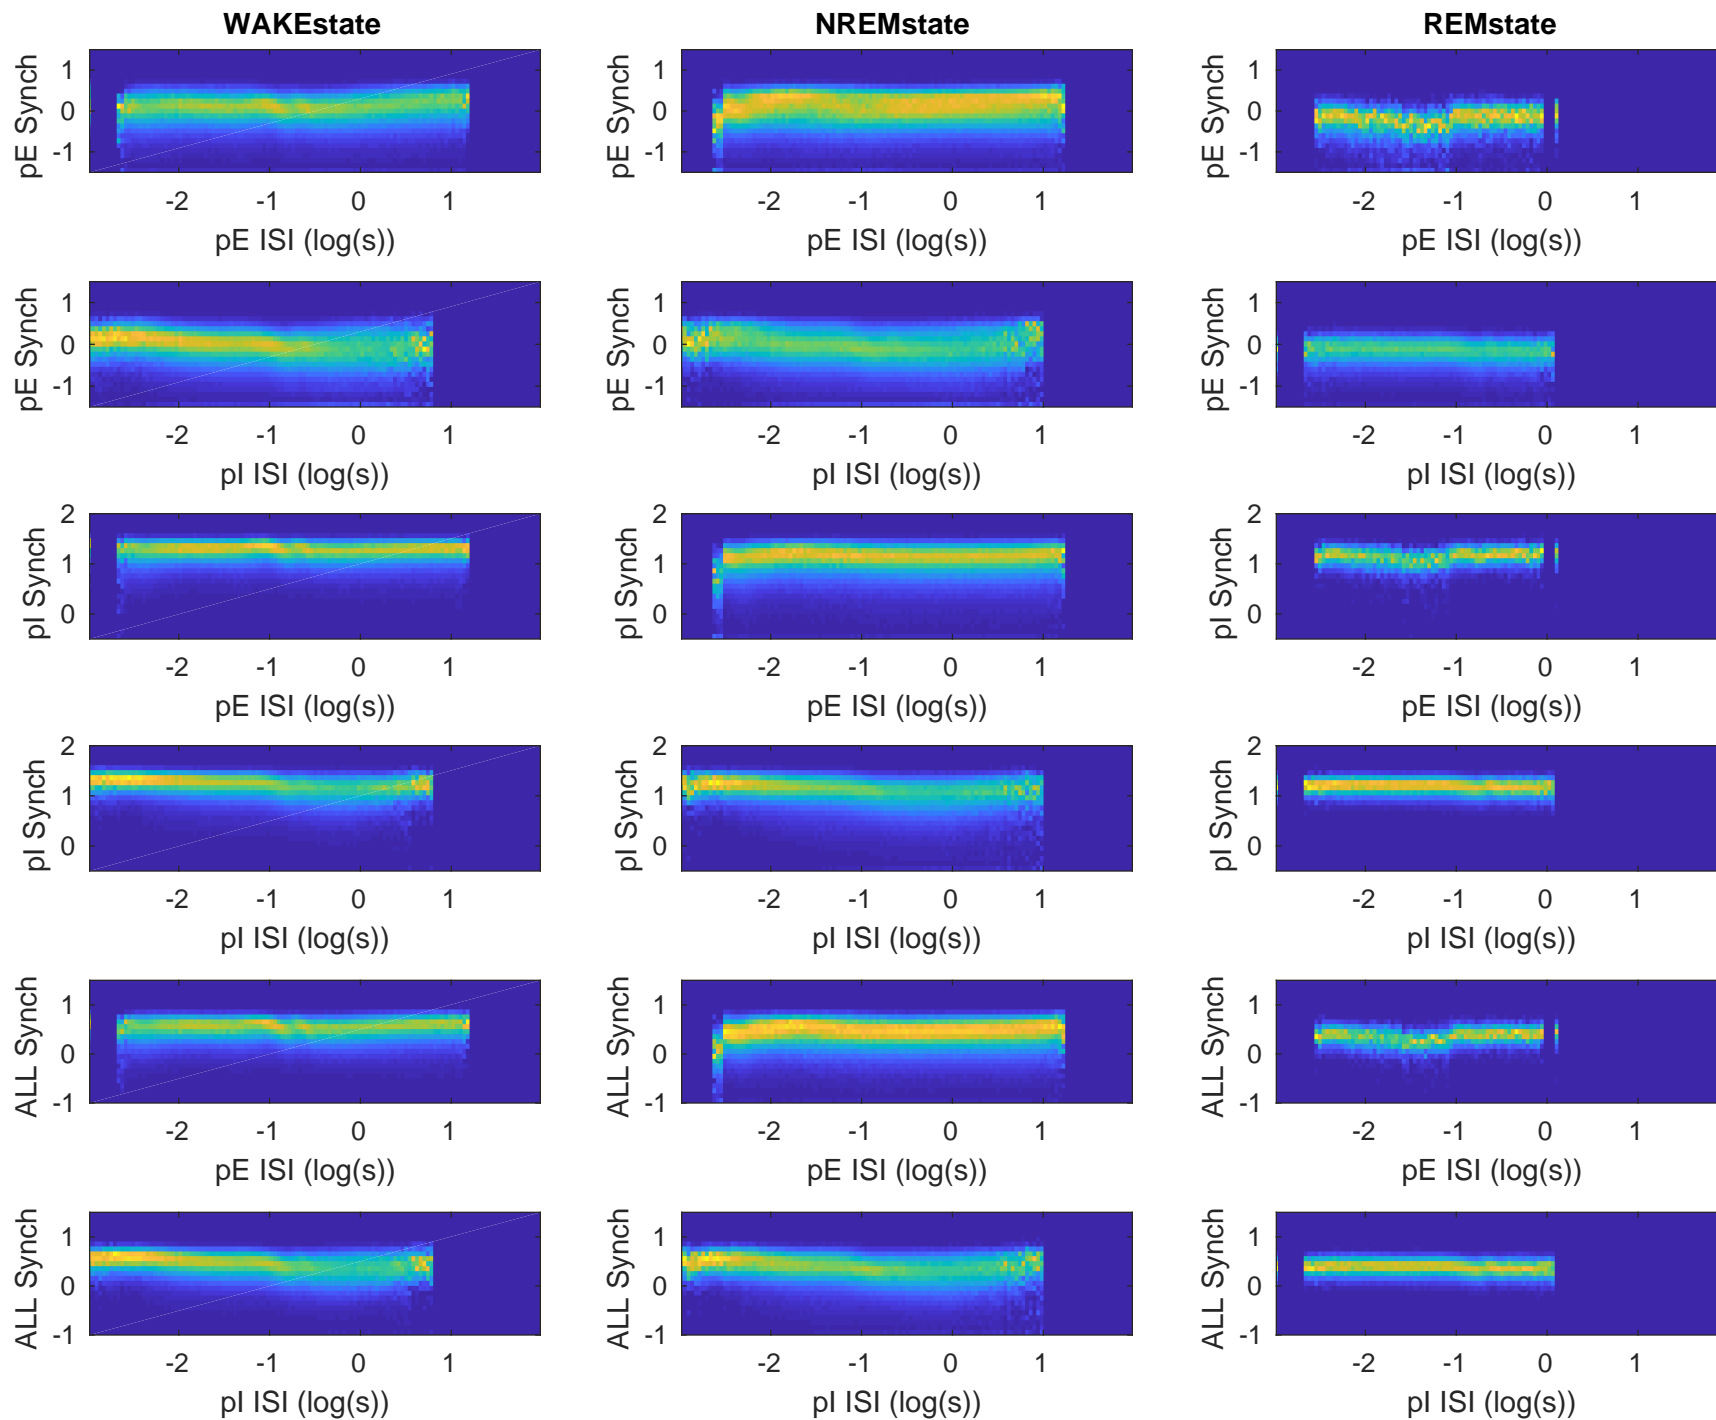 WAKEstate NREMstate REMstate
pE Synch 1 0 -1 pE Synch 1 0 -1 pE Synch 1 0 -1
-2 -1 0 1 -2 -1 0 1 -2 -1 0 1
pE ISI (log(s)) pE ISI (log(s)) pE ISI (log(s))
pE Synch 1 0 -1 pE Synch 1 0 -1 pE Synch 1 0 -1
-2 -1 0 1 -2 -1 0 1 -2 -1 0 1
pI ISI (log(s)) pI ISI (log(s)) pI ISI (log(s))
pI Synch 2 1 0 pI Synch 2 1 0 pI Synch 2 1 0
-2 -1 0 1 -2 -1 0 1 -2 -1 0 1
pE ISI (log(s)) pE ISI (log(s)) pE ISI (log(s))
pI Synch 2 1 0 pI Synch 2 1 0 pI Synch 2 1 0
-2 -1 0 1 -2 -1 0 1 -2 -1 0 1
pI ISI (log(s)) pI ISI (log(s)) pI ISI (log(s))
ALL Synch 1 0 -1 ALL Synch 1 0 -1 ALL Synch 1 0 -1
-2 -1 0 1 -2 -1 0 1 -2 -1 0 1
pE ISI (log(s)) pE ISI (log(s)) pE ISI (log(s))
ALL Synch 1 0 -1 ALL Synch 1 0 -1 ALL Synch 1 0 -1
-2 -1 0 1 -2 -1 0 1 -2 -1 0 1
pI ISI (log(s)) pI ISI (log(s)) pI ISI (log(s))